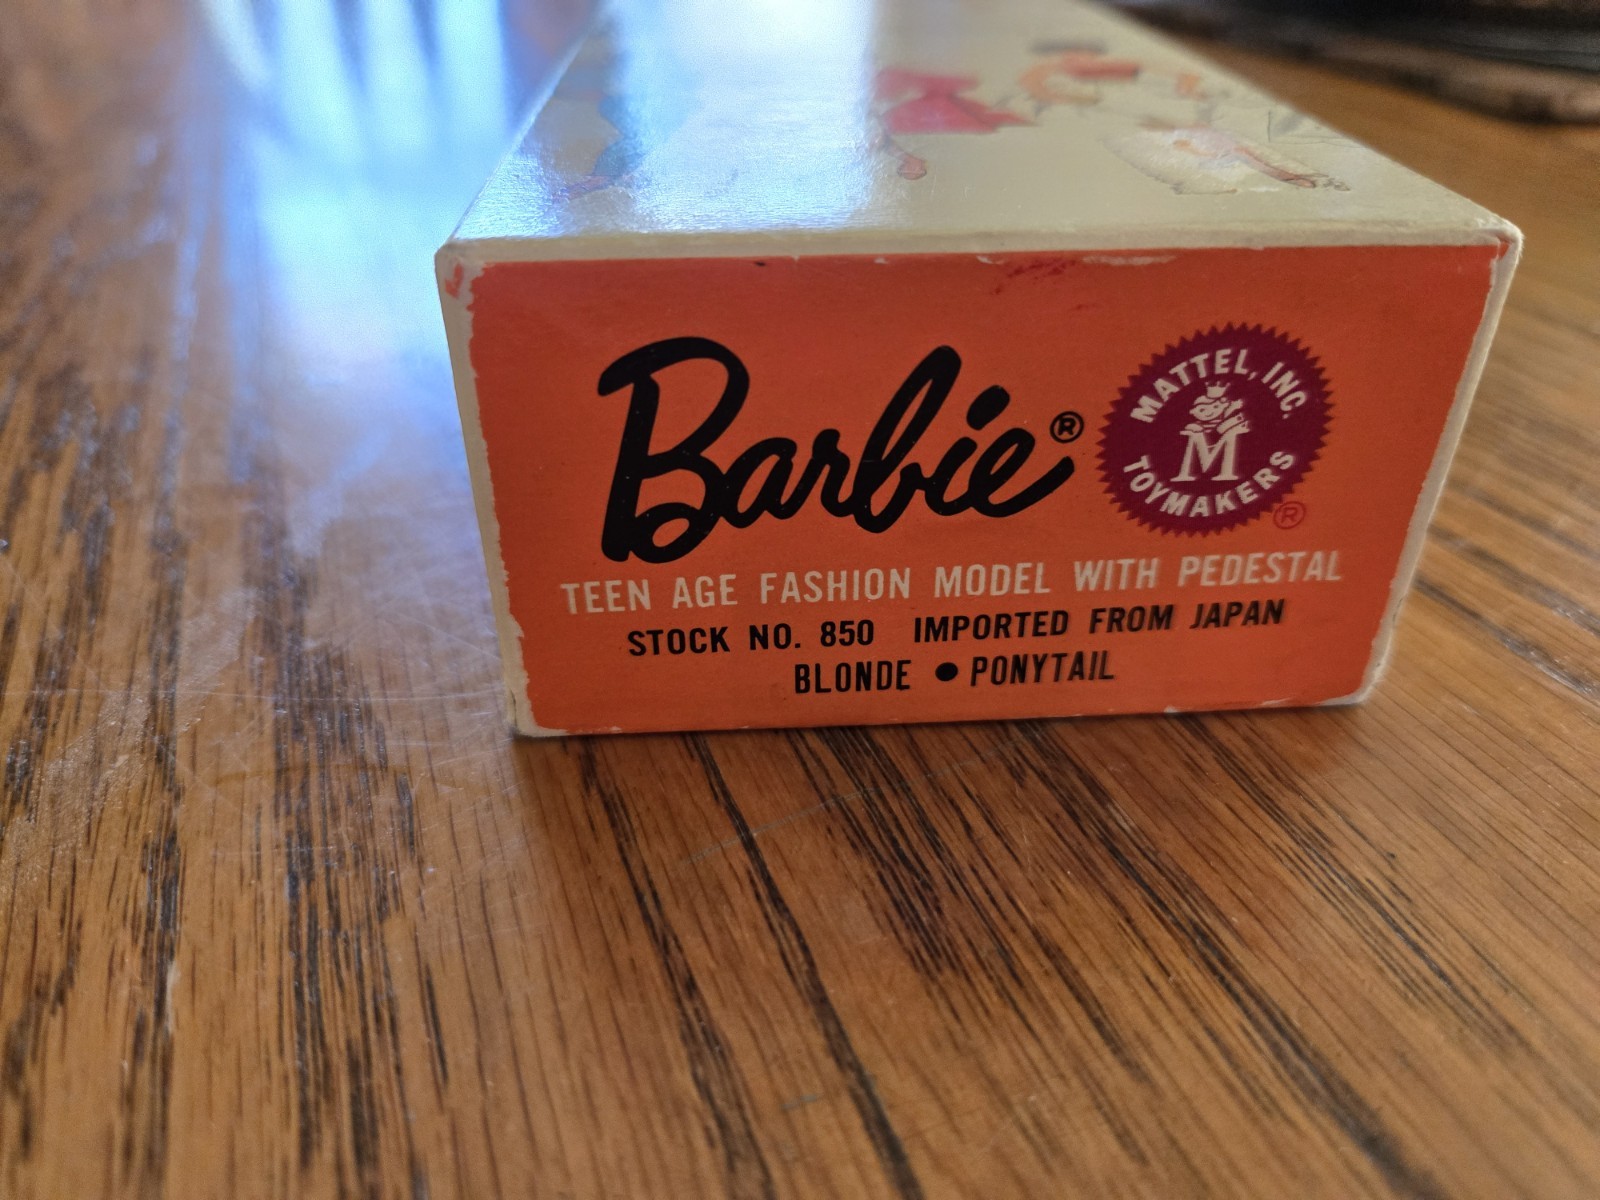 Barbie®
MATTEL, INC.
M
TOYMAKERS
®
TEEN AGE FASHION MODEL WITH PEDESTAL
STOCK NO. 850 IMPORTED FROM JAPAN
BLONDE ● PONYTAIL